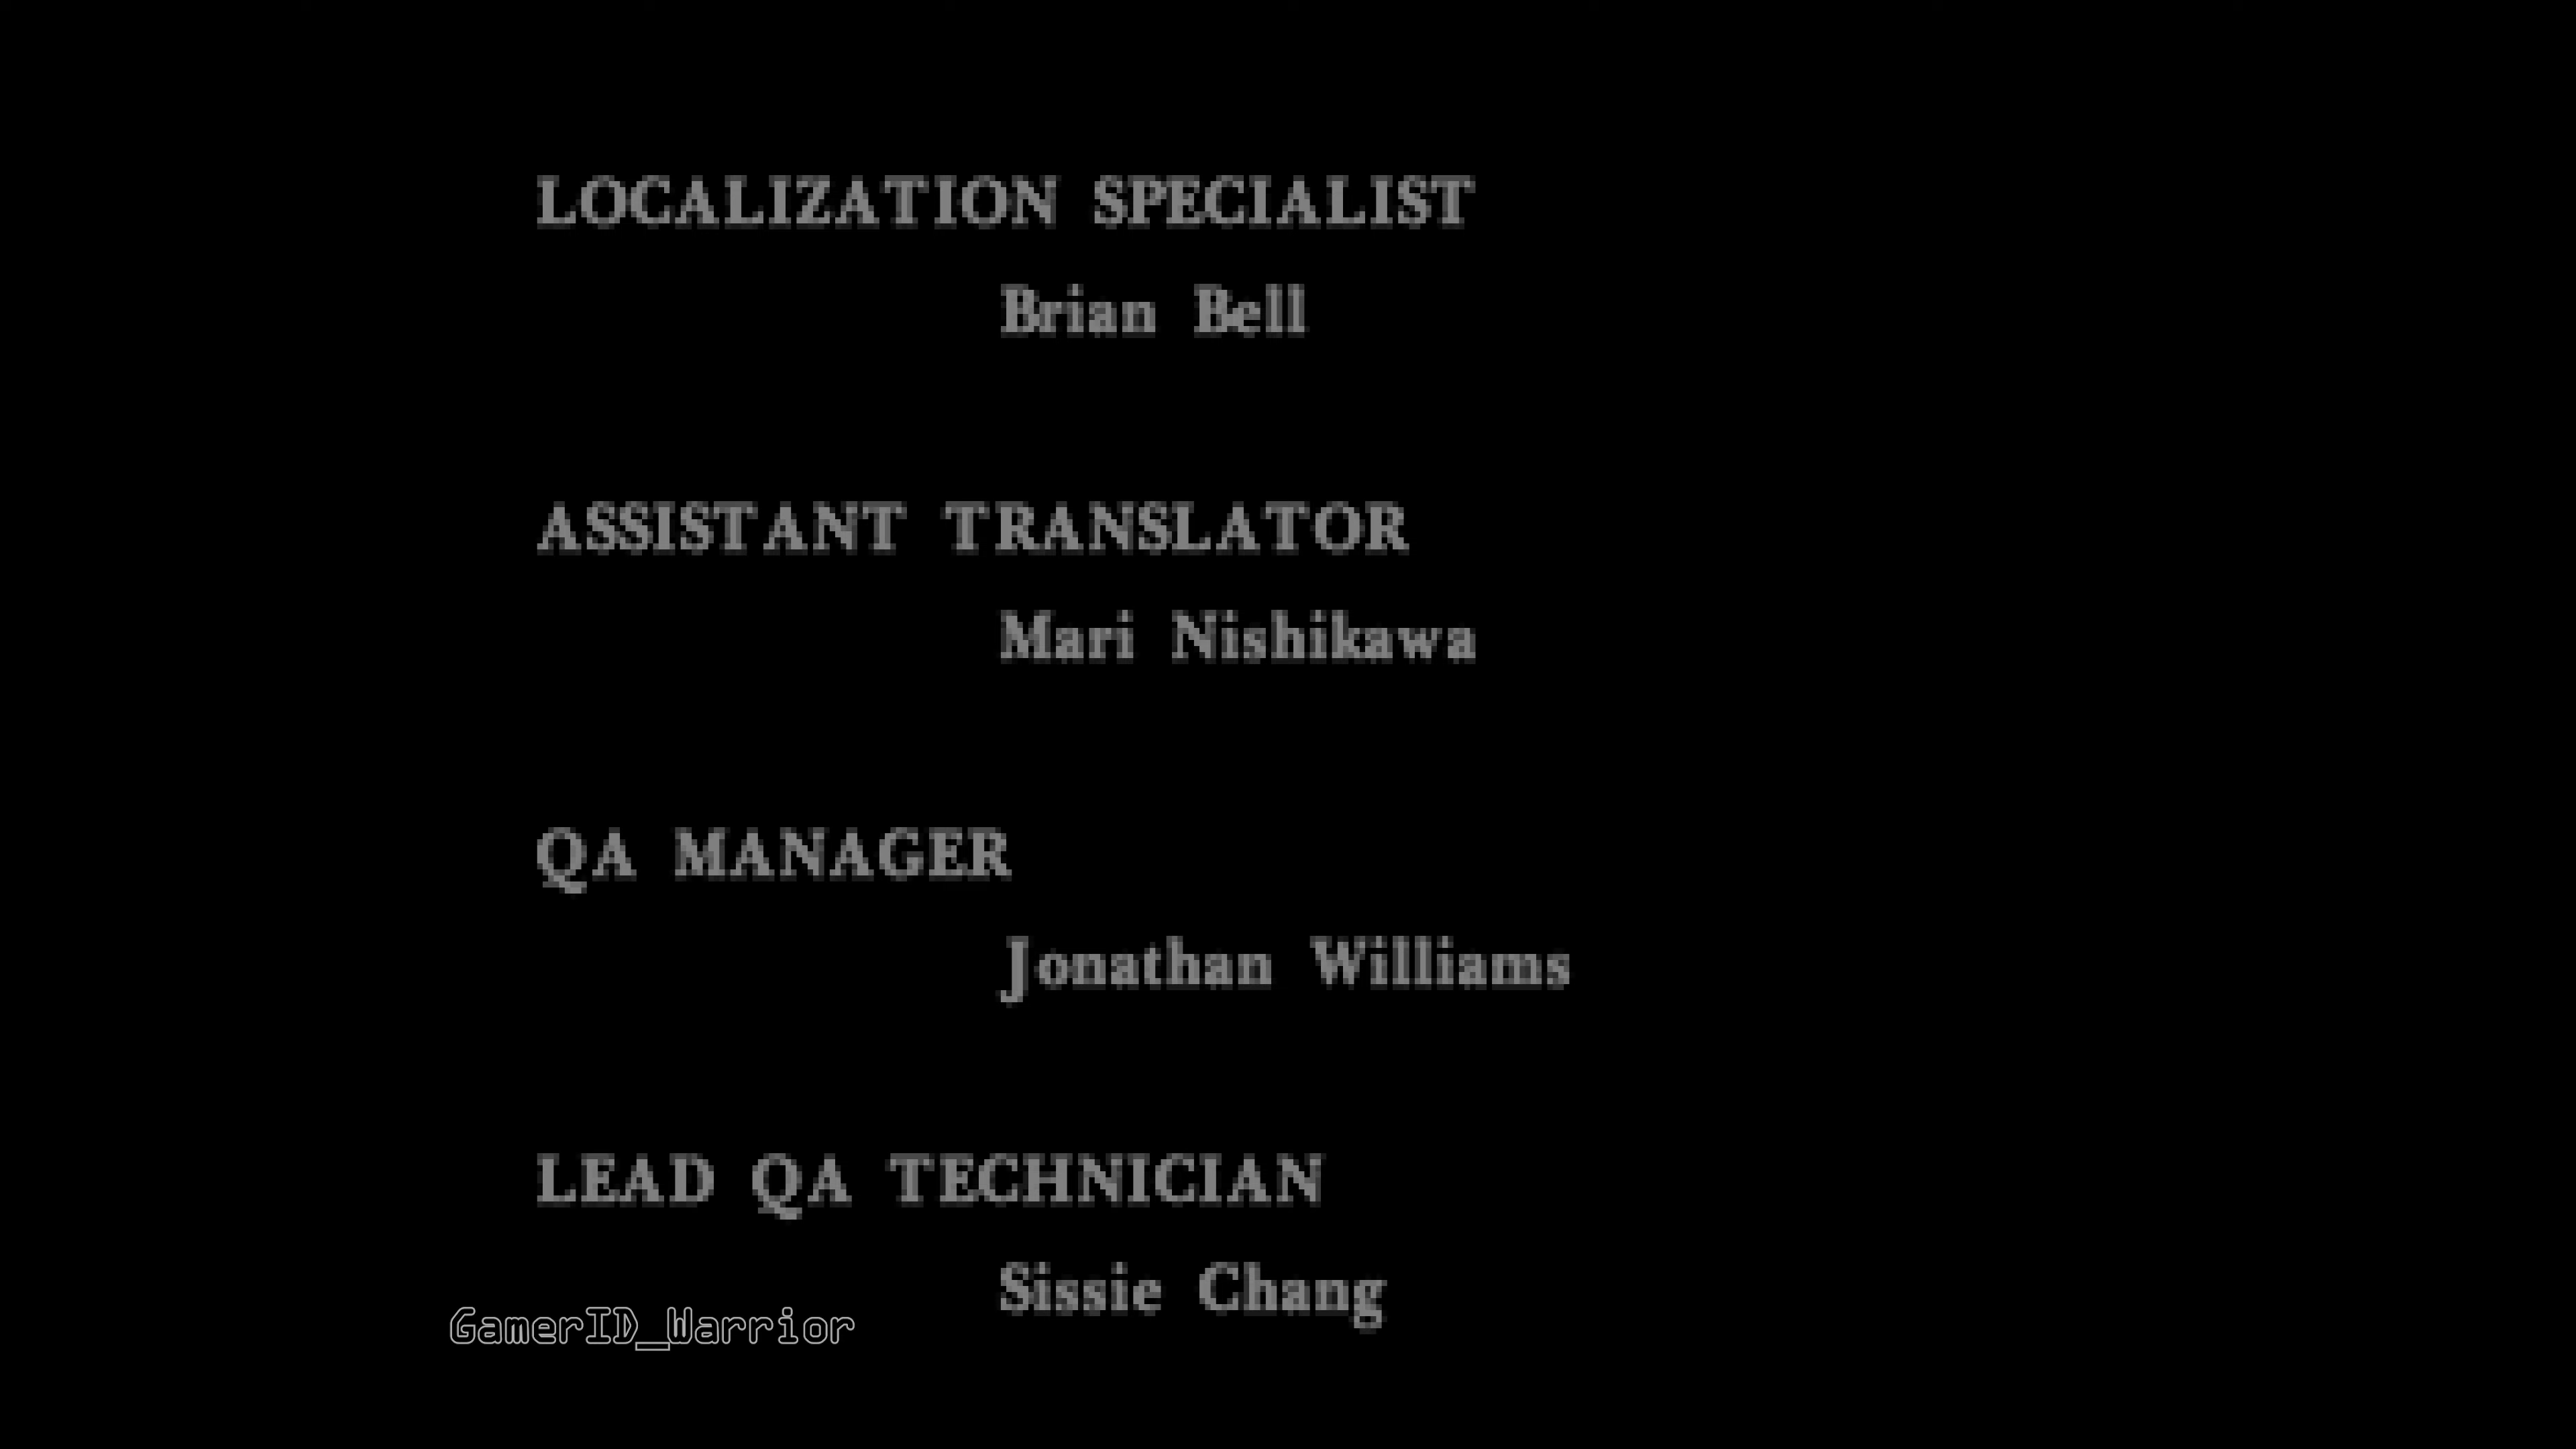 LOCALIZATION SPECIALIST
Brian Bell
ASSISTANT TRANSLATOR
Mari Nishikawa
QA MANAGER
Jonathan Williams
LEAD QA TECHNICIAN
Sissie Chang
GamerID_Warrior